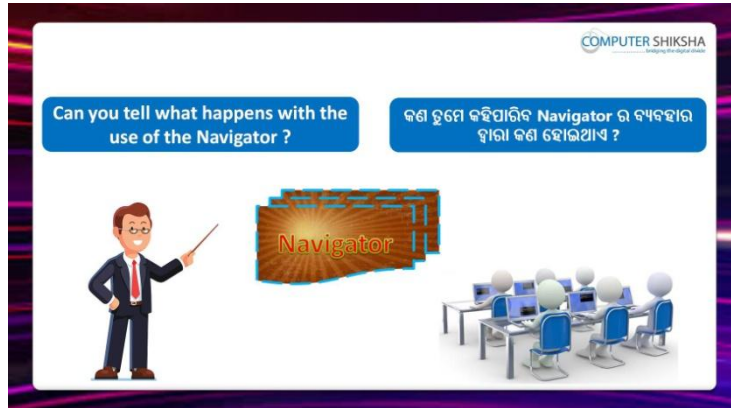 COMPUTER SHIKSHA
bridging the digital divide
Can you tell what happens with the
use of the Navigator ?
କଣ ତୁମେ କହିପାରିବ Navigator ର ବ୍ୟବହାର
ଦ୍ୱାରା କଣ ହୋଇଥାଏ ?
Navigator